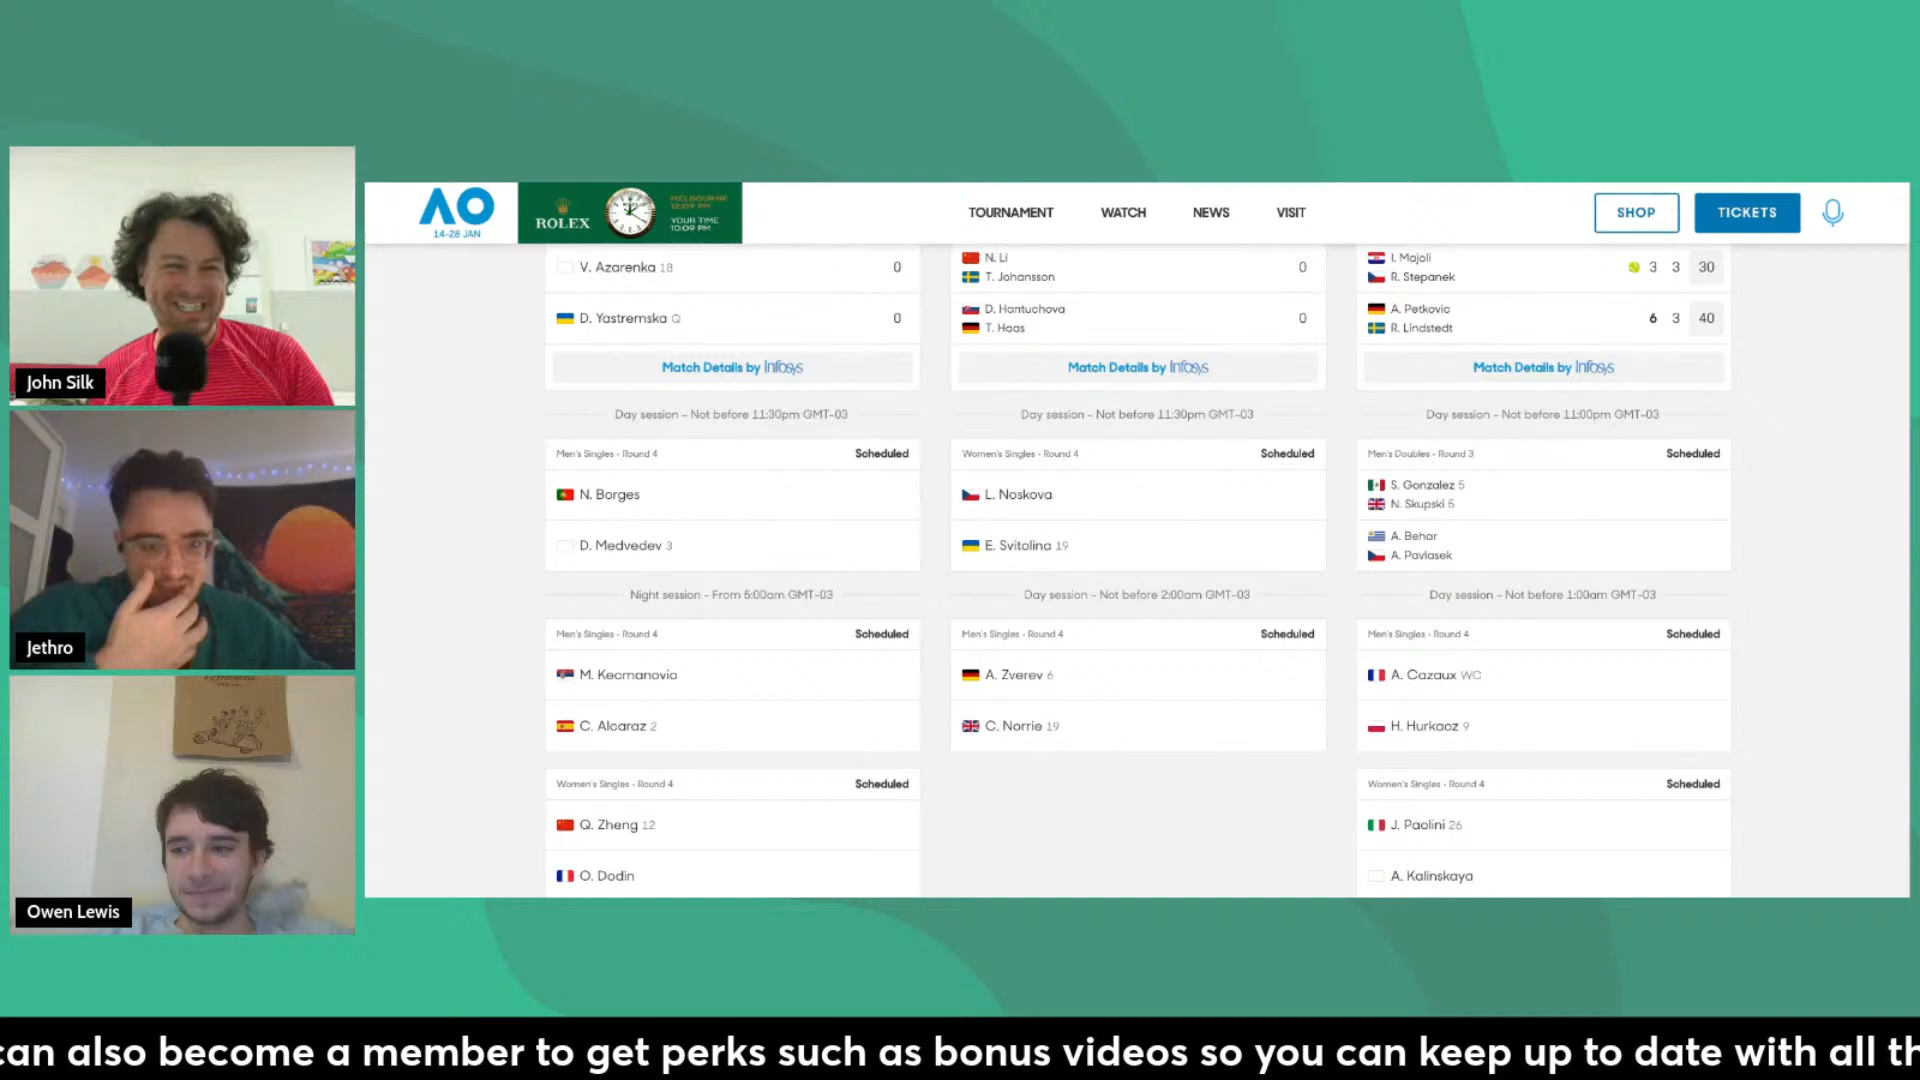 John Silk
Jethro
Owen Lewis
AO
14-28 JAN
ROLEX
MELBOURNE
12:09 PM
YOUR TIME
10:09 PM
TOURNAMENT
WATCH
NEWS
VISIT
SHOP
TICKETS
V. Azarenka 18 0
D. Yastremska Q 0
Match Details by Infosys
Day session - Not before 11:30pm GMT-03
Men's Singles - Round 4 Scheduled
N. Borges
D. Medvedev 3
Night session - From 5:00am GMT-03
Men's Singles - Round 4 Scheduled
M. Kecmanovic
C. Alcaraz 2
Women's Singles - Round 4 Scheduled
Q. Zheng 12
O. Dodin
N. Li
T. Johansson 0
D. Hantuchova
T. Haas 0
Match Details by Infosys
Day session - Not before 11:30pm GMT-03
Women's Singles - Round 4 Scheduled
L. Noskova
E. Svitolina 19
Day session - Not before 2:00am GMT-03
Men's Singles - Round 4 Scheduled
A. Zverev 6
C. Norrie 19
I. Majoli
R. Stepanek 3 3 30
A. Petkovic
R. Lindstedt 6 3 40
Match Details by Infosys
Day session - Not before 11:00pm GMT-03
Men's Doubles - Round 3 Scheduled
S. Gonzalez 5
N. Skupski 5
A. Behar
A. Pavlasek
Day session - Not before 1:00am GMT-03
Men's Singles - Round 4 Scheduled
A. Cazaux WC
H. Hurkacz 9
Women's Singles - Round 4 Scheduled
J. Paolini 26
A. Kalinskaya
can also become a member to get perks such as bonus videos so you can keep up to date with all th